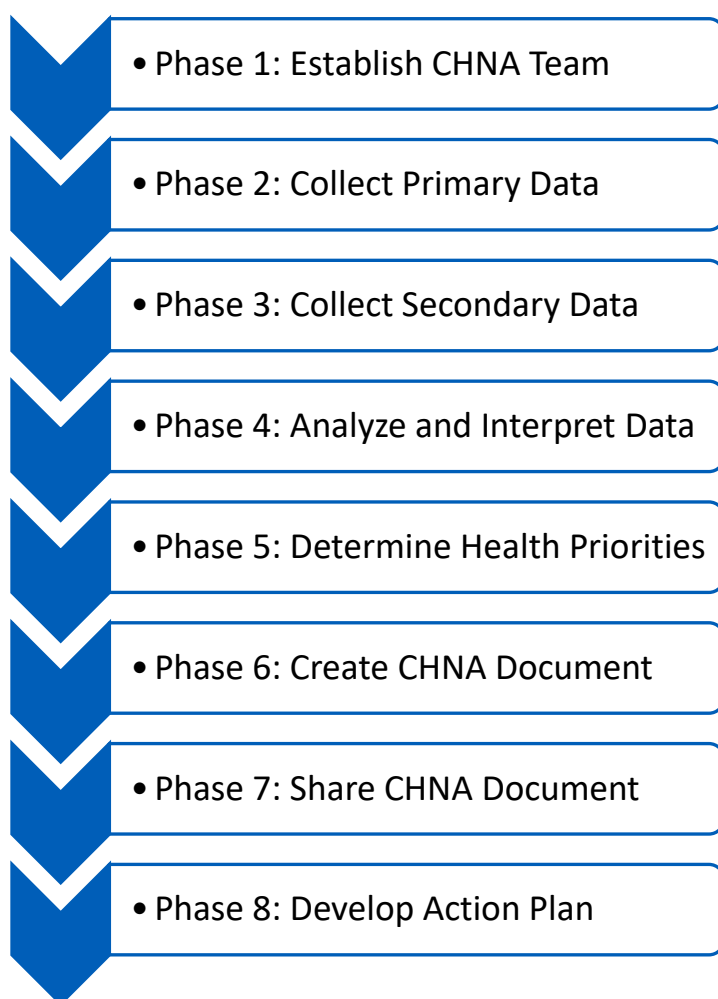 • Phase 1: Establish CHNA Team
• Phase 2: Collect Primary Data
• Phase 3: Collect Secondary Data
• Phase 4: Analyze and Interpret Data
• Phase 5: Determine Health Priorities
• Phase 6: Create CHNA Document
• Phase 7: Share CHNA Document
• Phase 8: Develop Action Plan